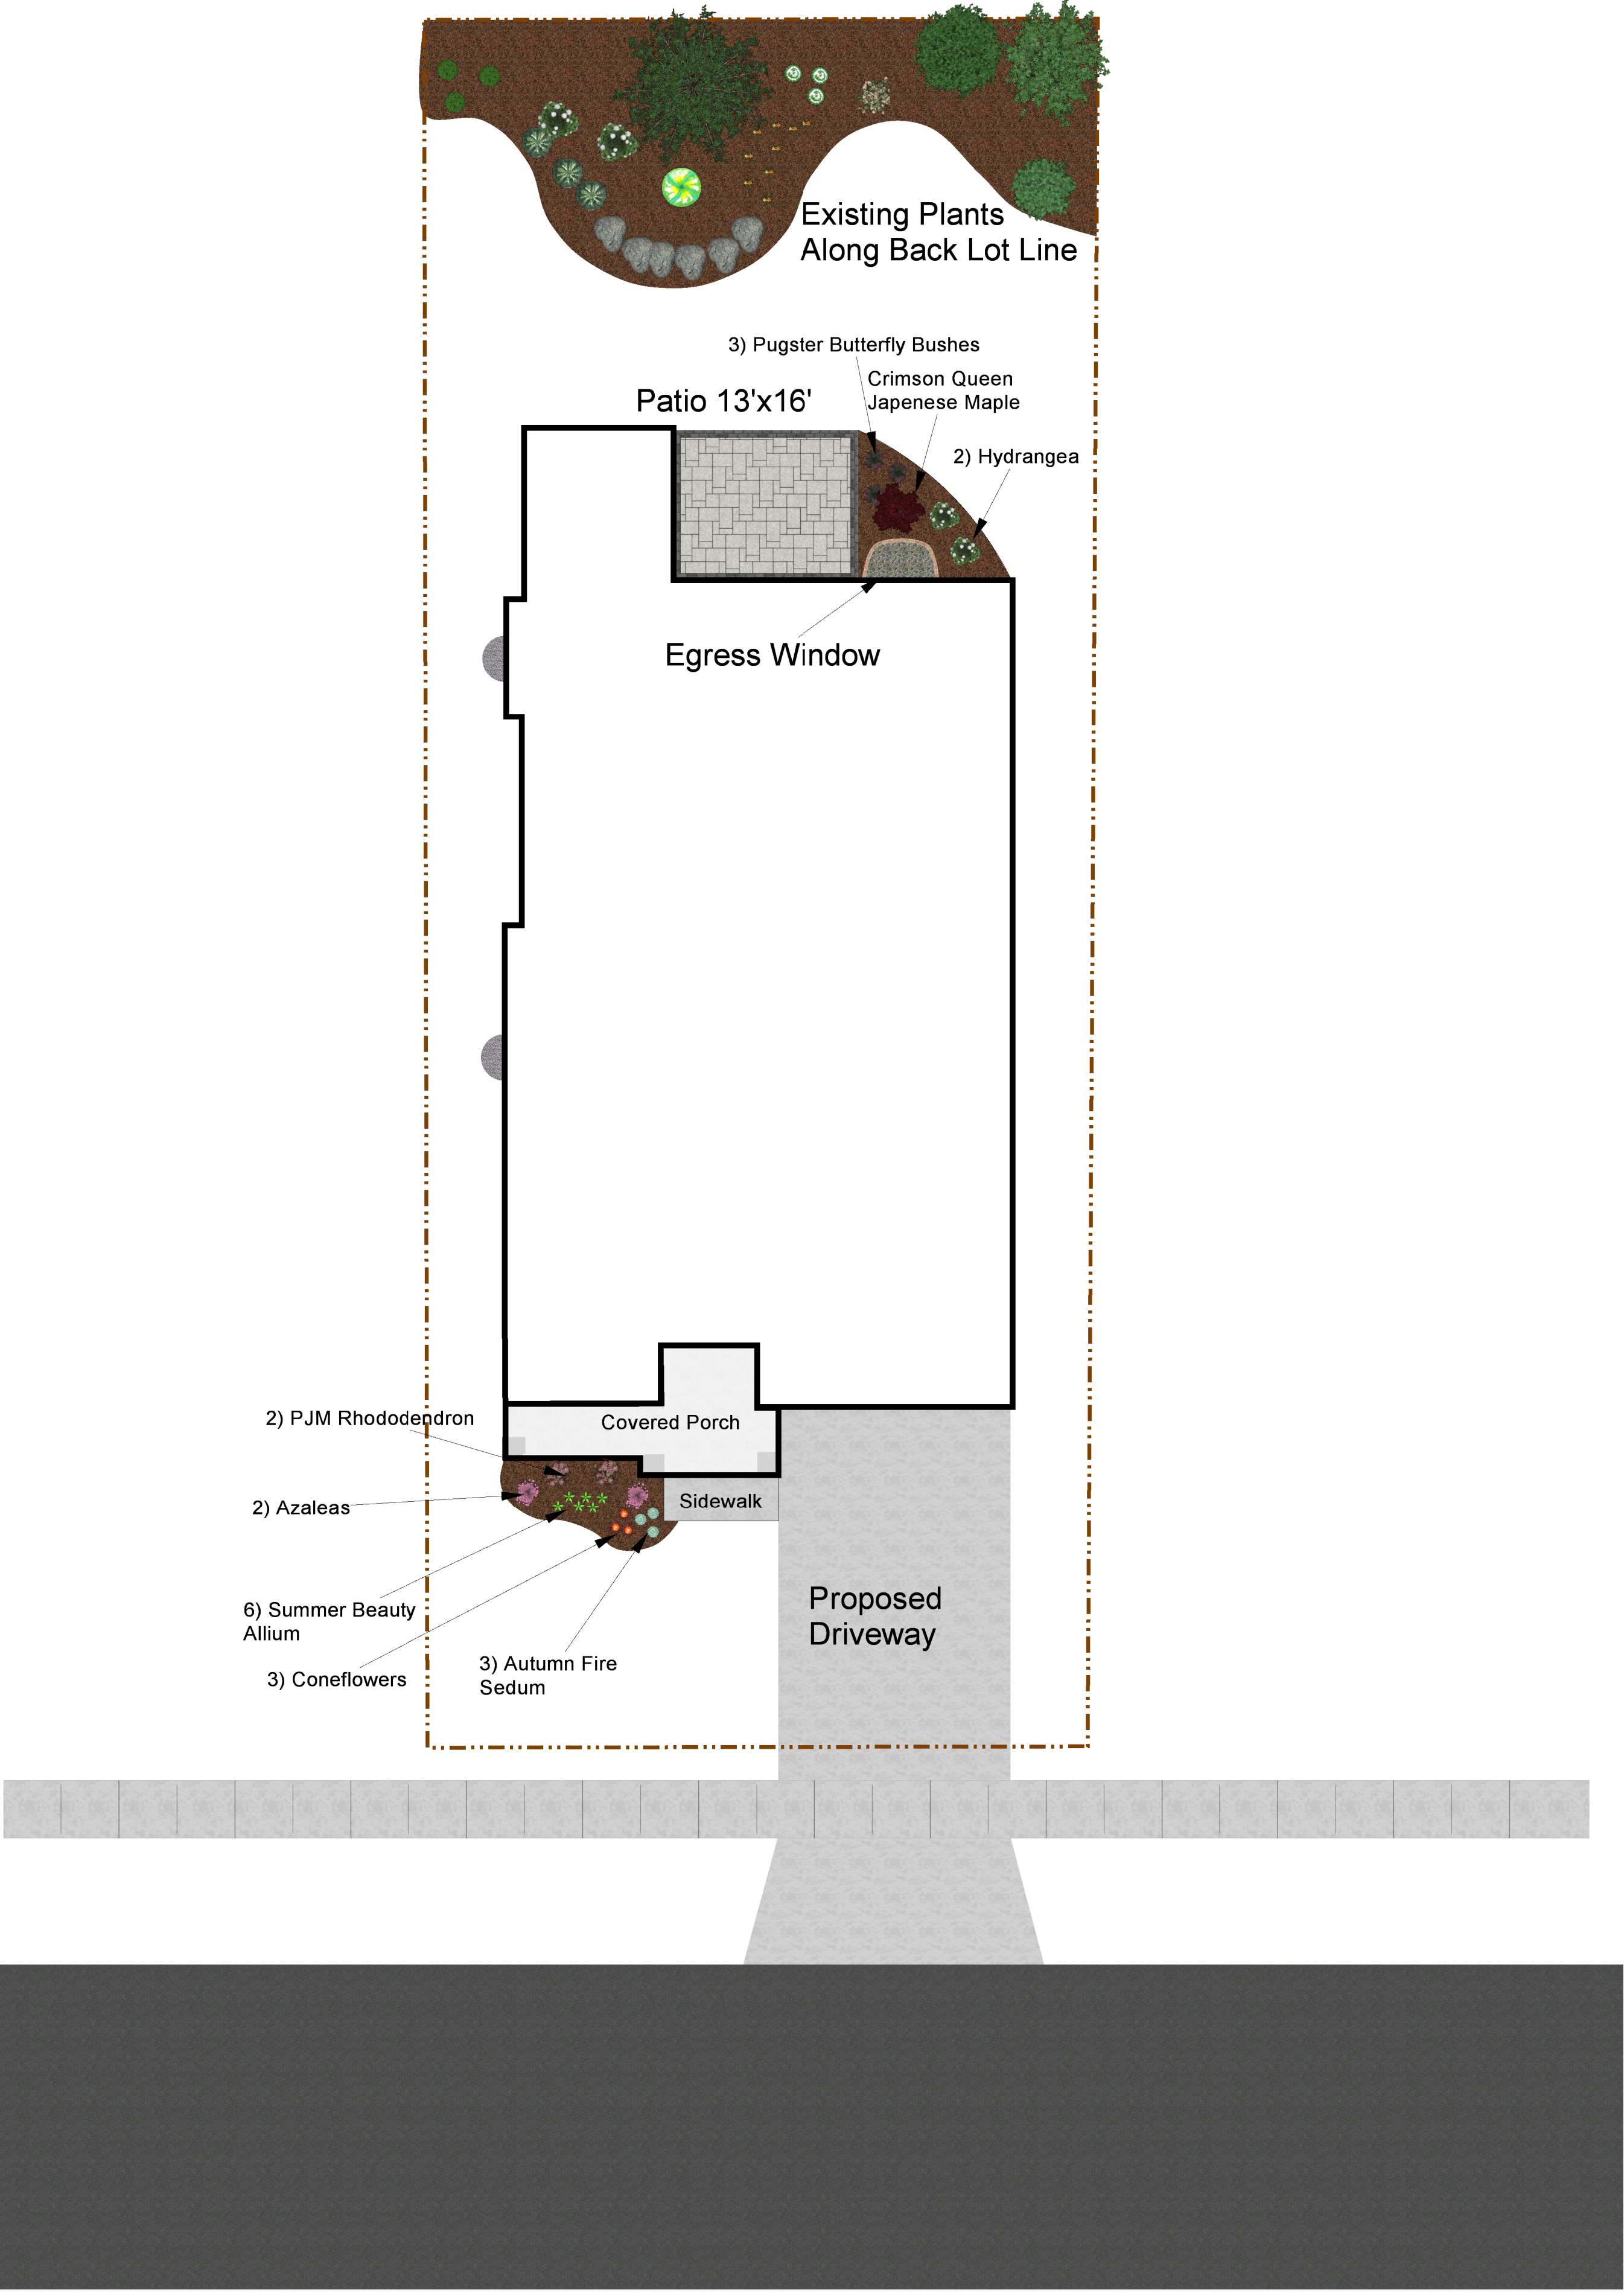 Existing Plants
Along Back Lot Line
3) Pugster Butterfly Bushes
Crimson Queen
Japenese Maple
Patio 13'x16'
2) Hydrangea
Egress Window
2) PJM Rhododendron
Covered Porch
2) Azaleas
Sidewalk
Proposed
Driveway
6) Summer Beauty
Allium
3) Autumn Fire
Sedum
3) Coneflowers